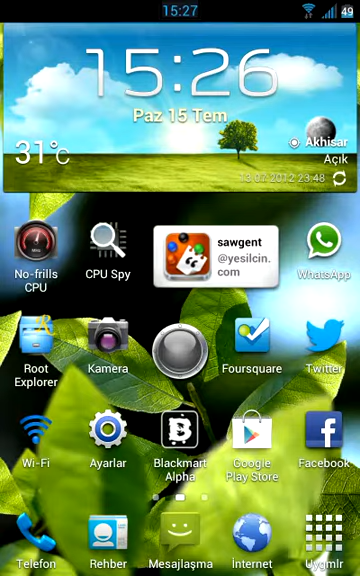 15:27
49
15:26
Paz 15 Tem
31°C
Akhisar
Açık
13.07.2012 23:48
No-frills
CPU
CPU Spy
sawgent
@yesilcin.
com
WhatsApp
Root
Explorer
Kamera
Foursquare
Twitter
Wi-Fi
Ayarlar
Blackmart
Alpha
Google
Play Store
Facebook
Telefon
Rehber
Mesajlaşma
İnternet
Uygmlr